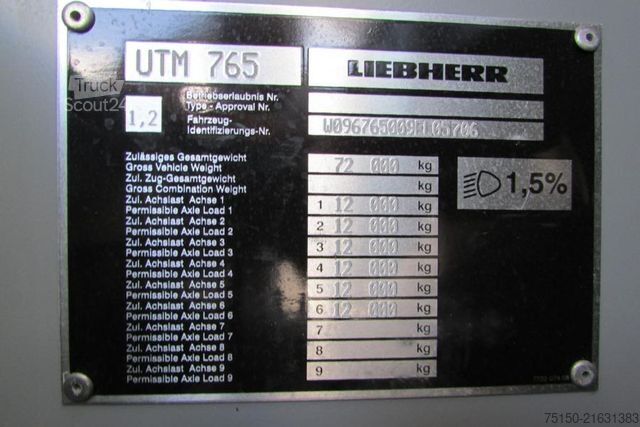 UTM 765
LIEBHERR
Truck
Scout24
1,2
Betriebserlaubnis Nr.
Type - Approval Nr.
Fahrzeug-
Identifizierungs-Nr.
Zulässiges Gesamtgewicht
Gross Vehicle Weight
72 000 kg
Zul. Zug-Gesamtgewicht
Gross Combination Weight
kg
1,5%
Zul. Achslast Achse 1
Permissible Axle Load 1
1 12 000 kg
Zul. Achslast Achse 2
Permissible Axle Load 2
2 12 000 kg
Zul. Achslast Achse 3
Permissible Axle Load 3
3 12 000 kg
Zul. Achslast Achse 4
Permissible Axle Load 4
4 12 000 kg
Zul. Achslast Achse 5
Permissible Axle Load 5
5 12 000 kg
Zul. Achslast Achse 6
Permissible Axle Load 6
6 12 000 kg
Zul. Achslast Achse 7
Permissible Axle Load 7
7 kg
Zul. Achslast Achse 8
Permissible Axle Load 8
8 kg
Zul. Achslast Achse 9
Permissible Axle Load 9
9 kg
75150-21631383